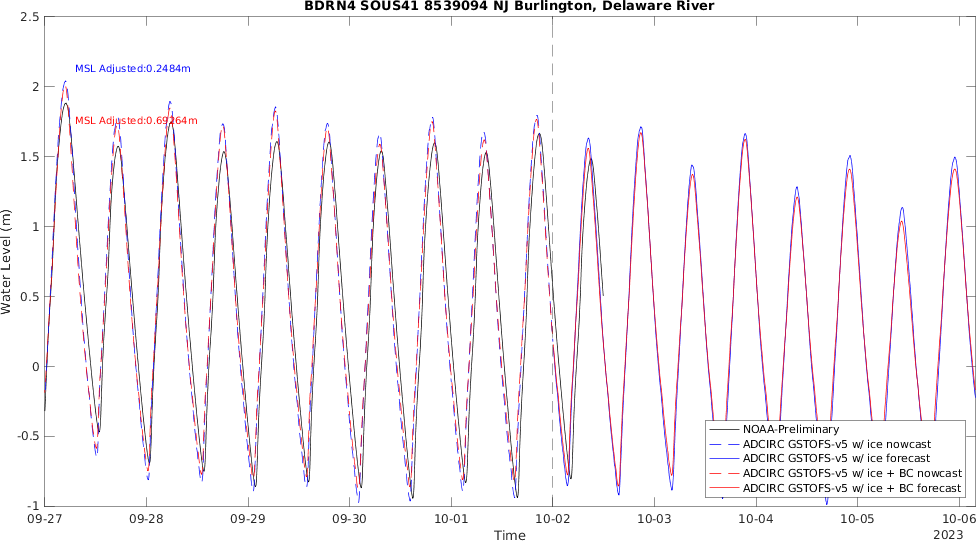 BDRN4 SOUS41 8539094 NJ Burlington, Delaware River
2.5
2
1.5
1
0.5
0
-0.5
-1
Water Level (m)
MSL Adjusted:0.2484m
MSL Adjusted:0.69264m
NOAA-Preliminary
ADCIRC GSTOFS-v5 w/ ice nowcast
ADCIRC GSTOFS-v5 w/ ice forecast
ADCIRC GSTOFS-v5 w/ ice + BC nowcast
ADCIRC GSTOFS-v5 w/ ice + BC forecast
09-27 09-28 09-29 09-30 10-01 10-02 10-03 10-04 10-05 10-06
Time
2023